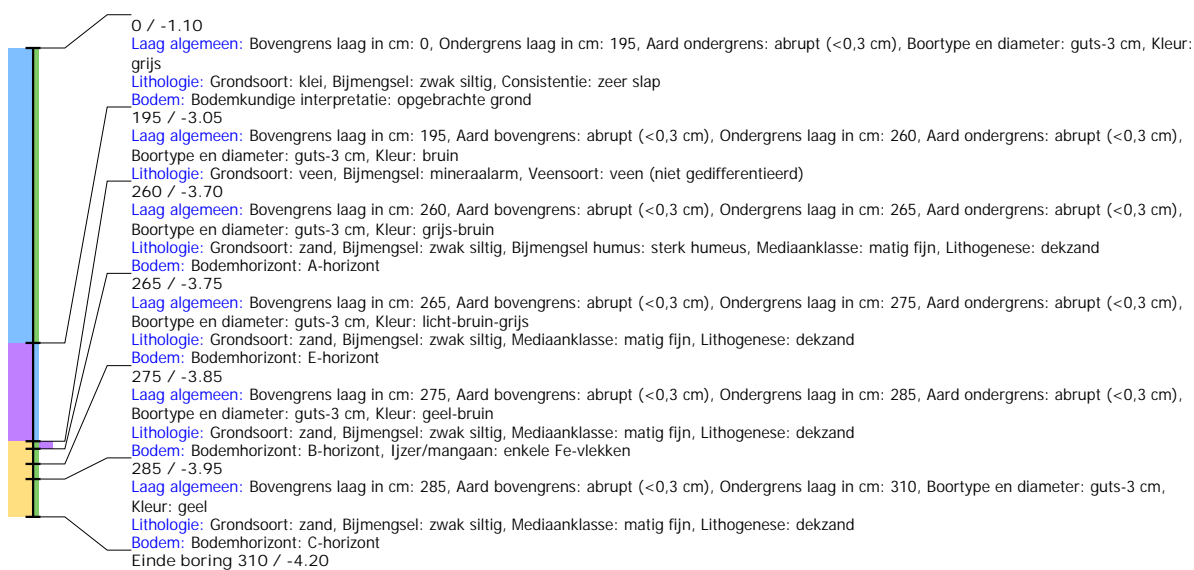 0 / -1.10
Laag algemeen: Bovengrens laag in cm: 0, Ondergrens laag in cm: 195, Aard ondergrens: abrupt (<0,3 cm), Boortype en diameter: guts-3 cm, Kleur:
grijs
Lithologie: Grondsoort: klei, Bijmengsel: zwak siltig, Consistentie: zeer slap
Bodem: Bodemkundige interpretatie: opgebrachte grond
195 / -3.05
Laag algemeen: Bovengrens laag in cm: 195, Aard bovengrens: abrupt (<0,3 cm), Ondergrens laag in cm: 260, Aard ondergrens: abrupt (<0,3 cm),
Boortype en diameter: guts-3 cm, Kleur: bruin
Lithologie: Grondsoort: veen, Bijmengsel: mineraalarm, Veensoort: veen (niet gedifferentieerd)
260 / -3.70
Laag algemeen: Bovengrens laag in cm: 260, Aard bovengrens: abrupt (<0,3 cm), Ondergrens laag in cm: 265, Aard ondergrens: abrupt (<0,3 cm),
Boortype en diameter: guts-3 cm, Kleur: grijs-bruin
Lithologie: Grondsoort: zand, Bijmengsel: zwak siltig, Bijmengsel humus: sterk humeus, Mediaanklasse: matig fijn, Lithogenese: dekzand
Bodem: Bodemhorizont: A-horizont
265 / -3.75
Laag algemeen: Bovengrens laag in cm: 265, Aard bovengrens: abrupt (<0,3 cm), Ondergrens laag in cm: 275, Aard ondergrens: abrupt (<0,3 cm),
Boortype en diameter: guts-3 cm, Kleur: licht-bruin-grijs
Lithologie: Grondsoort: zand, Bijmengsel: zwak siltig, Mediaanklasse: matig fijn, Lithogenese: dekzand
Bodem: Bodemhorizont: E-horizont
275 / -3.85
Laag algemeen: Bovengrens laag in cm: 275, Aard bovengrens: abrupt (<0,3 cm), Ondergrens laag in cm: 285, Aard ondergrens: abrupt (<0,3 cm),
Boortype en diameter: guts-3 cm, Kleur: geel-bruin
Lithologie: Grondsoort: zand, Bijmengsel: zwak siltig, Mediaanklasse: matig fijn, Lithogenese: dekzand
Bodem: Bodemhorizont: B-horizont, Ijzer/mangaan: enkele Fe-vlekken
285 / -3.95
Laag algemeen: Bovengrens laag in cm: 285, Aard bovengrens: abrupt (<0,3 cm), Ondergrens laag in cm: 310, Boortype en diameter: guts-3 cm,
Kleur: geel
Lithologie: Grondsoort: zand, Bijmengsel: zwak siltig, Mediaanklasse: matig fijn, Lithogenese: dekzand
Bodem: Bodemhorizont: C-horizont
Einde boring 310 / -4.20